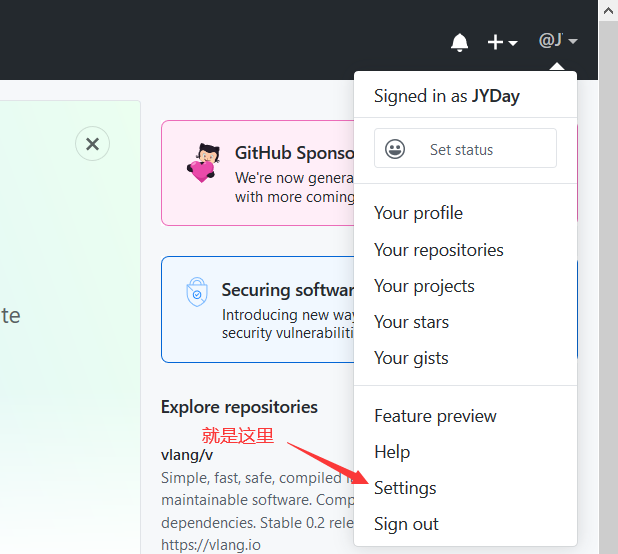 @J
Signed in as JYDay
Set status
GitHub Sponso
We're now genera
with more coming
Your profile
Your repositories
Your projects
Your stars
Your gists
Securing softwar
Introducing new way
security vulnerabiliti
te
Explore repositories
就是这里
vlang/v
Simple, fast, safe, compiled
maintainable software. Comp
dependencies. Stable 0.2 rele
https://vlang.io
Feature preview
Help
Settings
Sign out